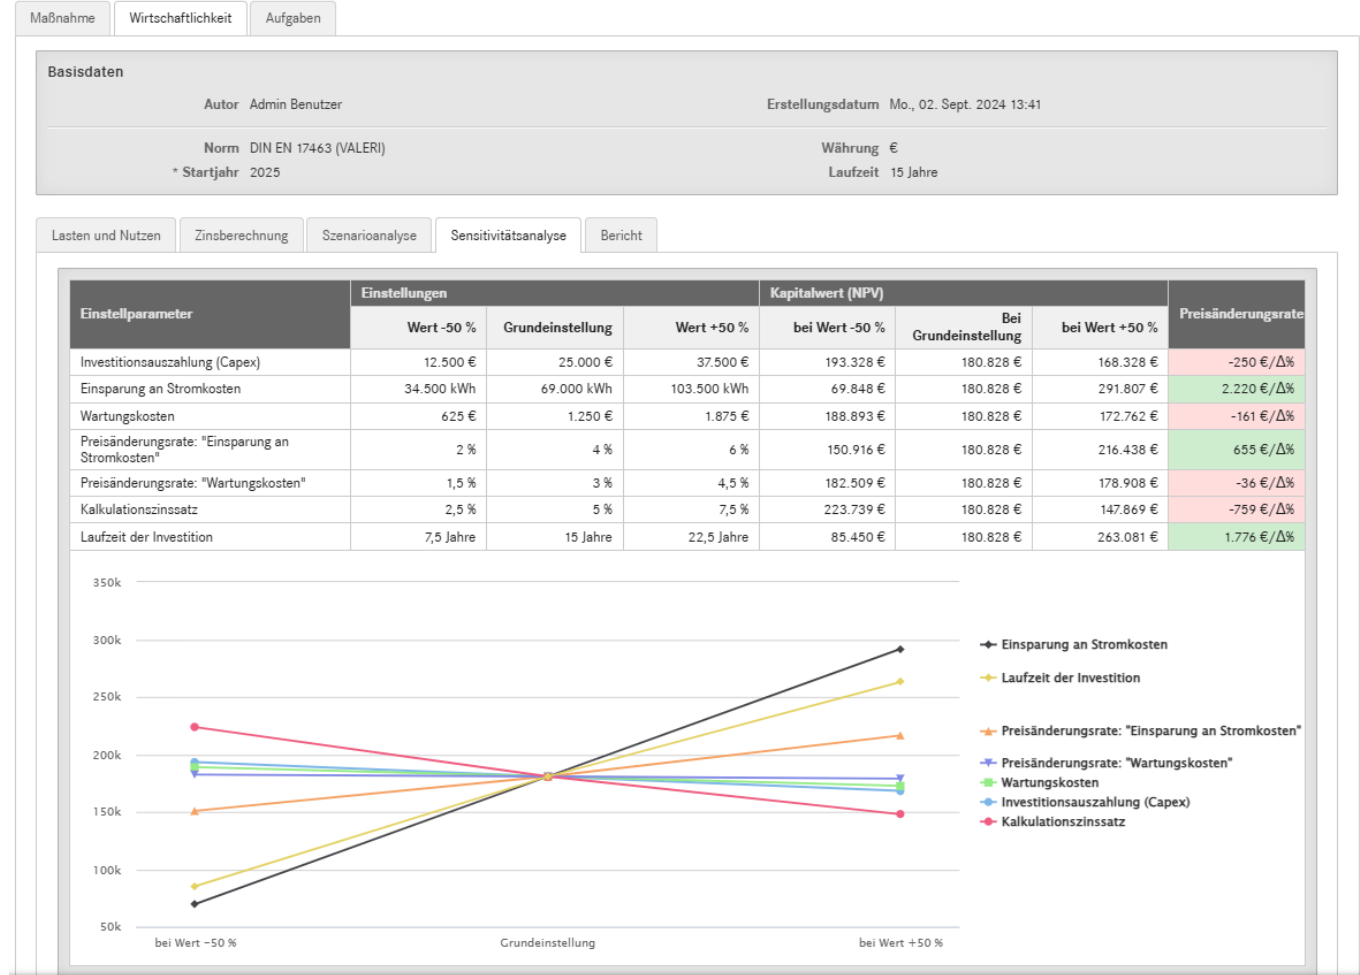 Maßnahme Wirtschaftlichkeit Aufgaben
Basisdaten
Autor Admin Benutzer Erstellungsdatum Mo., 02. Sept. 2024 13:41
Norm DIN EN 17463 (VALERI) Währung €
* Startjahr 2025 Laufzeit 15 Jahre
Lasten und Nutzen Zinsberechnung Szenarioanalyse Sensitivitätsanalyse Bericht
Einstellparameter Einstellungen Kapitalwert (NPV) Preisänderungsrate
Wert -50 % Grundeinstellung Wert +50 % bei Wert -50 % Bei Grundeinstellung bei Wert +50 %
Investitionsauszahlung (Capex) 12.500 € 25.000 € 37.500 € 193.328 € 180.828 € 168.328 € -250 €/Δ%
Einsparung an Stromkosten 34.500 kWh 69.000 kWh 103.500 kWh 69.848 € 180.828 € 291.807 € 2.220 €/Δ%
Wartungskosten 625 € 1.250 € 1.875 € 188.893 € 180.828 € 172.762 € -161 €/Δ%
Preisänderungsrate: "Einsparung an
Stromkosten" 2 % 4 % 6 % 150.916 € 180.828 € 216.438 € 655 €/Δ%
Preisänderungsrate: "Wartungskosten" 1,5 % 3 % 4,5 % 182.509 € 180.828 € 178.908 € -36 €/Δ%
Kalkulationszinssatz 2,5 % 5 % 7,5 % 223.739 € 180.828 € 147.869 € -759 €/Δ%
Laufzeit der Investition 7,5 Jahre 15 Jahre 22,5 Jahre 85.450 € 180.828 € 263.081 € 1.776 €/Δ%
350k
300k
250k
200k
150k
100k
50k
bei Wert −50 % Grundeinstellung bei Wert +50 %
Einsparung an Stromkosten
Laufzeit der Investition
Preisänderungsrate: "Einsparung an Stromkosten"
Preisänderungsrate: "Wartungskosten"
Wartungskosten
Investitionsauszahlung (Capex)
Kalkulationszinssatz